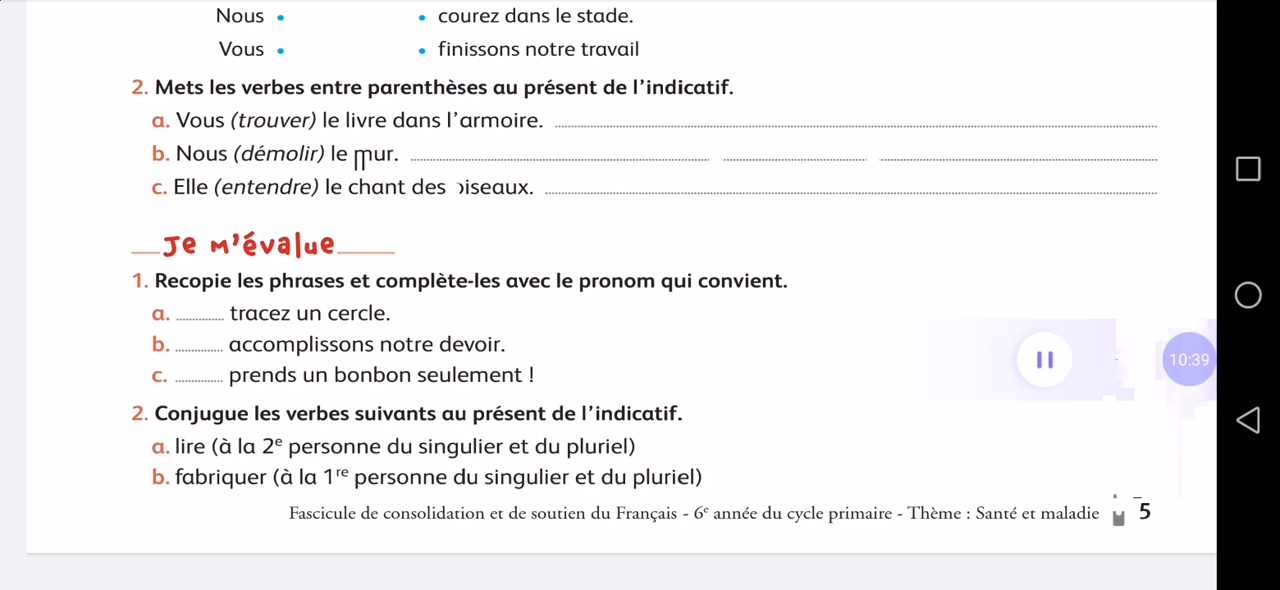 Nous • • courez dans le stade.
Vous • • finissons notre travail
2. Mets les verbes entre parenthèses au présent de l'indicatif.
a. Vous (trouver) le livre dans l'armoire. ..........
b. Nous (démolir) le mur. ..........
c. Elle (entendre) le chant des oiseaux. ..........
Je m'évalue
1. Recopie les phrases et complète-les avec le pronom qui convient.
a. .......... tracez un cercle.
b. .......... accomplissons notre devoir.
c. .......... prends un bonbon seulement !
10:39
2. Conjugue les verbes suivants au présent de l'indicatif.
a. lire (à la 2e personne du singulier et du pluriel)
b. fabriquer (à la 1re personne du singulier et du pluriel)
Fascicule de consolidation et de soutien du Français - 6e année du cycle primaire - Thème : Santé et maladie 5